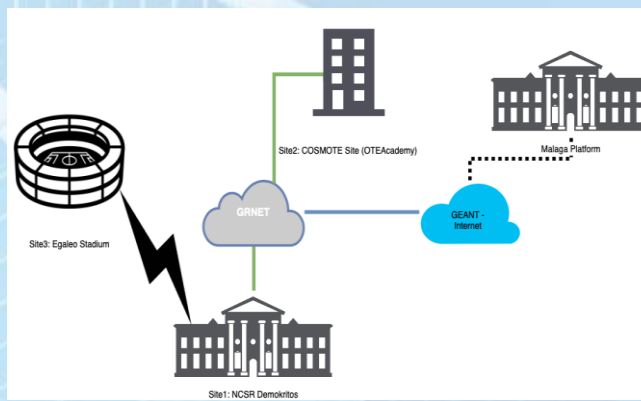 Site2: COSMOTE Site (OTEAcademy)
Malaga Platform
GRNET
GEANT -
Internet
Site3: Egaleo Stadium
Site1: NCSR Demokritos